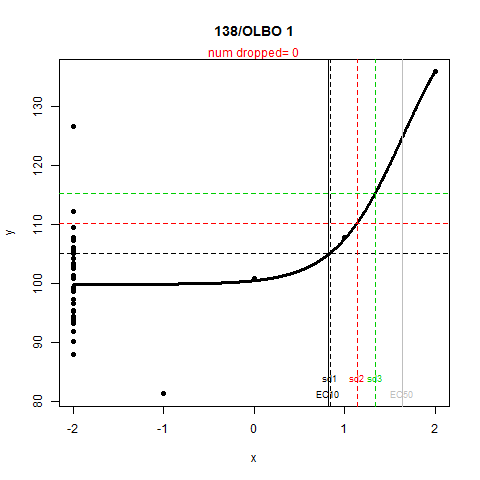 138/OLBO 1
num dropped= 0
130
120
110
100
90
80
y
sd1 sd2 sd3
EC10 EC50
-2 -1 0 1 2
x